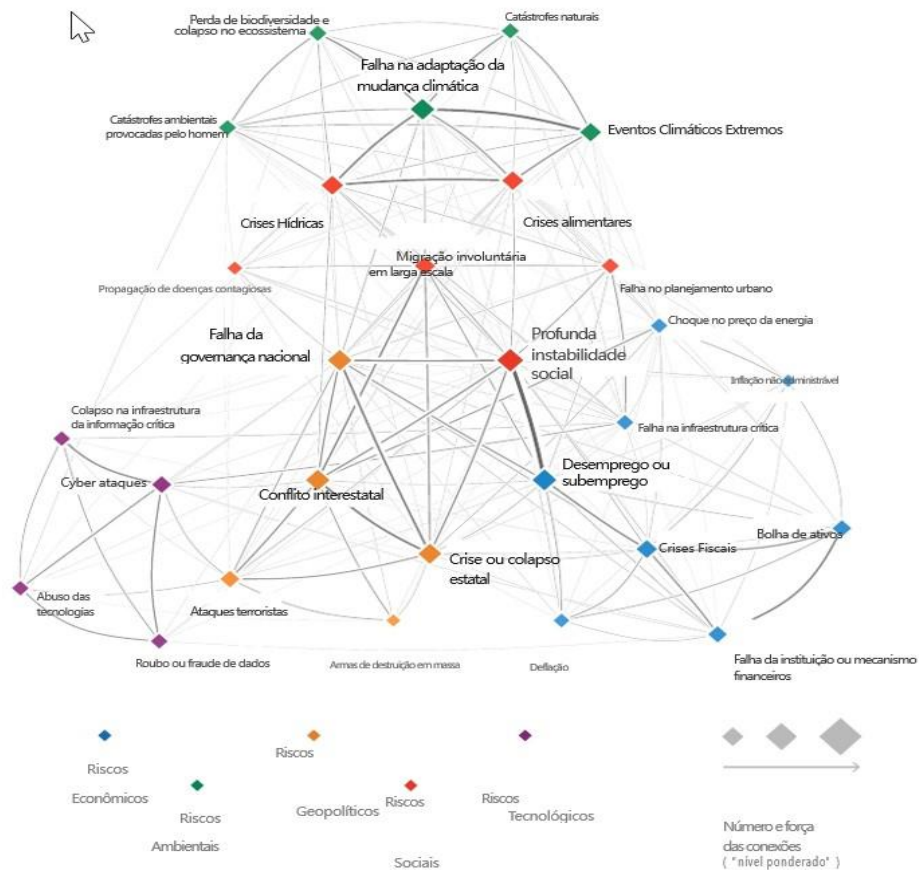 Perda de biodiversidade e
colapso no ecossistema
Catástrofes naturais
Falha na adaptação da
mudança climática
Catástrofes ambientais
provocadas pelo homem
Eventos Climáticos Extremos
Crises Hídricas
Crises alimentares
Migração involuntária
em larga escala
Propagação de doenças contagiosas
Falha no planejamento urbano
Choque no preço da energia
Falha da
governança nacional
Profunda
instabilidade
social
Inflação não administrável
Colapso na infraestrutura
da informação crítica
Falha na infraestrutura crítica
Cyber ataques
Conflito interestatal
Desemprego ou
subemprego
Bolha de ativos
Crises Fiscais
Crise ou colapso
estatal
Abuso das
tecnologias
Ataques terroristas
Roubo ou fraude de dados
Armas de destruição em massa
Deflação
Falha da instituição ou mecanismo
financeiros
Riscos
Econômicos
Riscos
Ambientais
Riscos
Geopolíticos
Riscos
Sociais
Riscos
Tecnológicos
Número e força
das conexões
( "nível ponderado" )